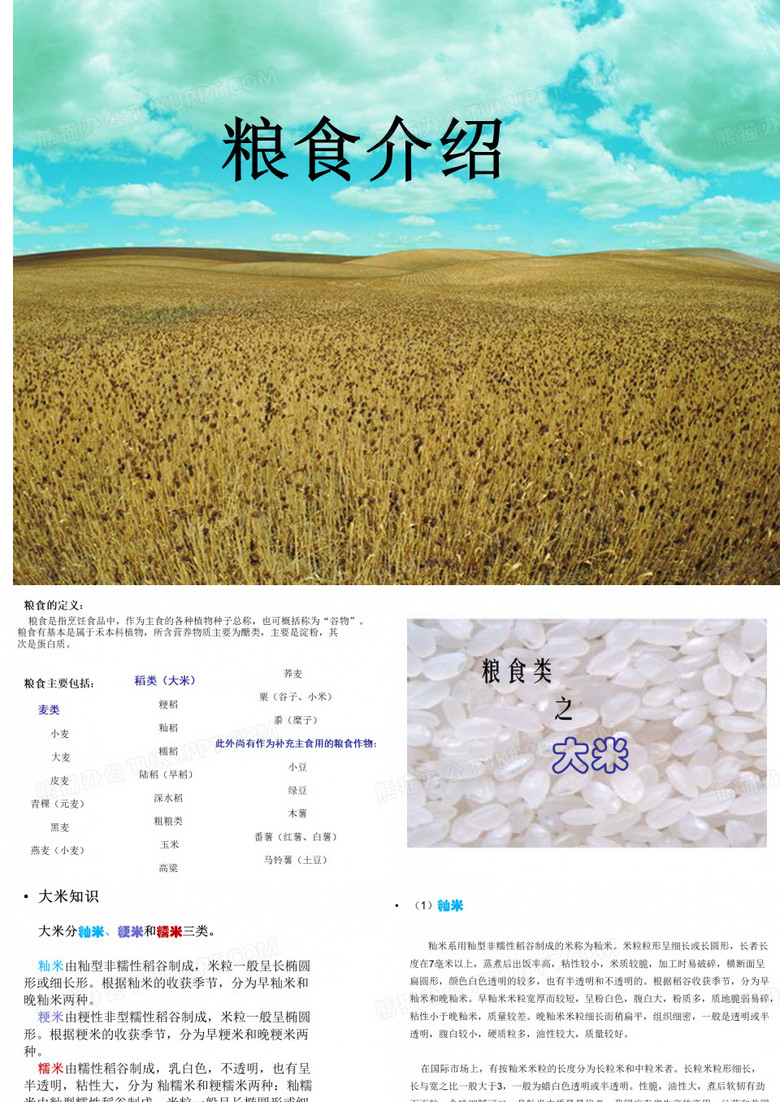 粮食介绍
粮食的定义：
粮食是指烹饪食品中，作为主食的各种植物种子总称，也可概括称为“谷物”。
粮食有基本是属于禾本科植物，所含营养物质主要为醣类，主要是淀粉，其
次是蛋白质。
粮食主要包括：
麦类
小麦
大麦
皮麦
青稞（元麦）
黑麦
燕麦（小麦）
稻类（大米）
粳稻
籼稻
糯稻
陆稻（旱稻）
深水稻
粗粮类
玉米
高粱
荞麦
粟（谷子、小米）
黍（糜子）
此外尚有作为补充主食用的粮食作物：
小豆
绿豆
木薯
番薯（红薯、白薯）
马铃薯（土豆）
粮食类
之
大米
• 大米知识
大米分籼米、粳米和糯米三类。
籼米由籼型非糯性稻谷制成，米粒一般呈长椭圆
形或细长形。根据籼米的收获季节，分为早籼米和
晚籼米两种。
粳米由粳性非型糯性稻谷制成，米粒一般呈椭圆
形。根据粳米的收获季节，分为早粳米和晚粳米两
种。
糯米由糯性稻谷制成，乳白色，不透明，也有呈
半透明，粘性大，分为 籼糯米和粳糯米两种：籼糯
米由籼型糯性稻谷制成，米粒一般呈长椭圆形或细
• （1）籼米
籼米系用籼型非糯性稻谷制成的米称为籼米。米粒粒形呈细长或长圆形，长者长
度在7毫米以上，蒸煮后出饭率高，粘性较小，米质较脆，加工时易破碎，横断面呈
扁圆形，颜色白色透明的较多，也有半透明和不透明的。根据稻谷收获季节，分为早
籼米和晚籼米。早籼米米粒宽厚而较短，呈粉白色，腹白大，粉质多，质地脆弱易碎，
粘性小于晚籼米，质量较差。晚籼米米粒细长而稍扁平，组织细密，一般是透明或半
透明，腹白较小，硬质粒多，油性较大，质量较好。
在国际市场上，有按籼米米粒的长度分为长粒米和中粒米者。长粒米粒形细长，
长与宽之比一般大于3，一般为蜡白色透明或半透明。性脆，油性大，煮后软韧有劲